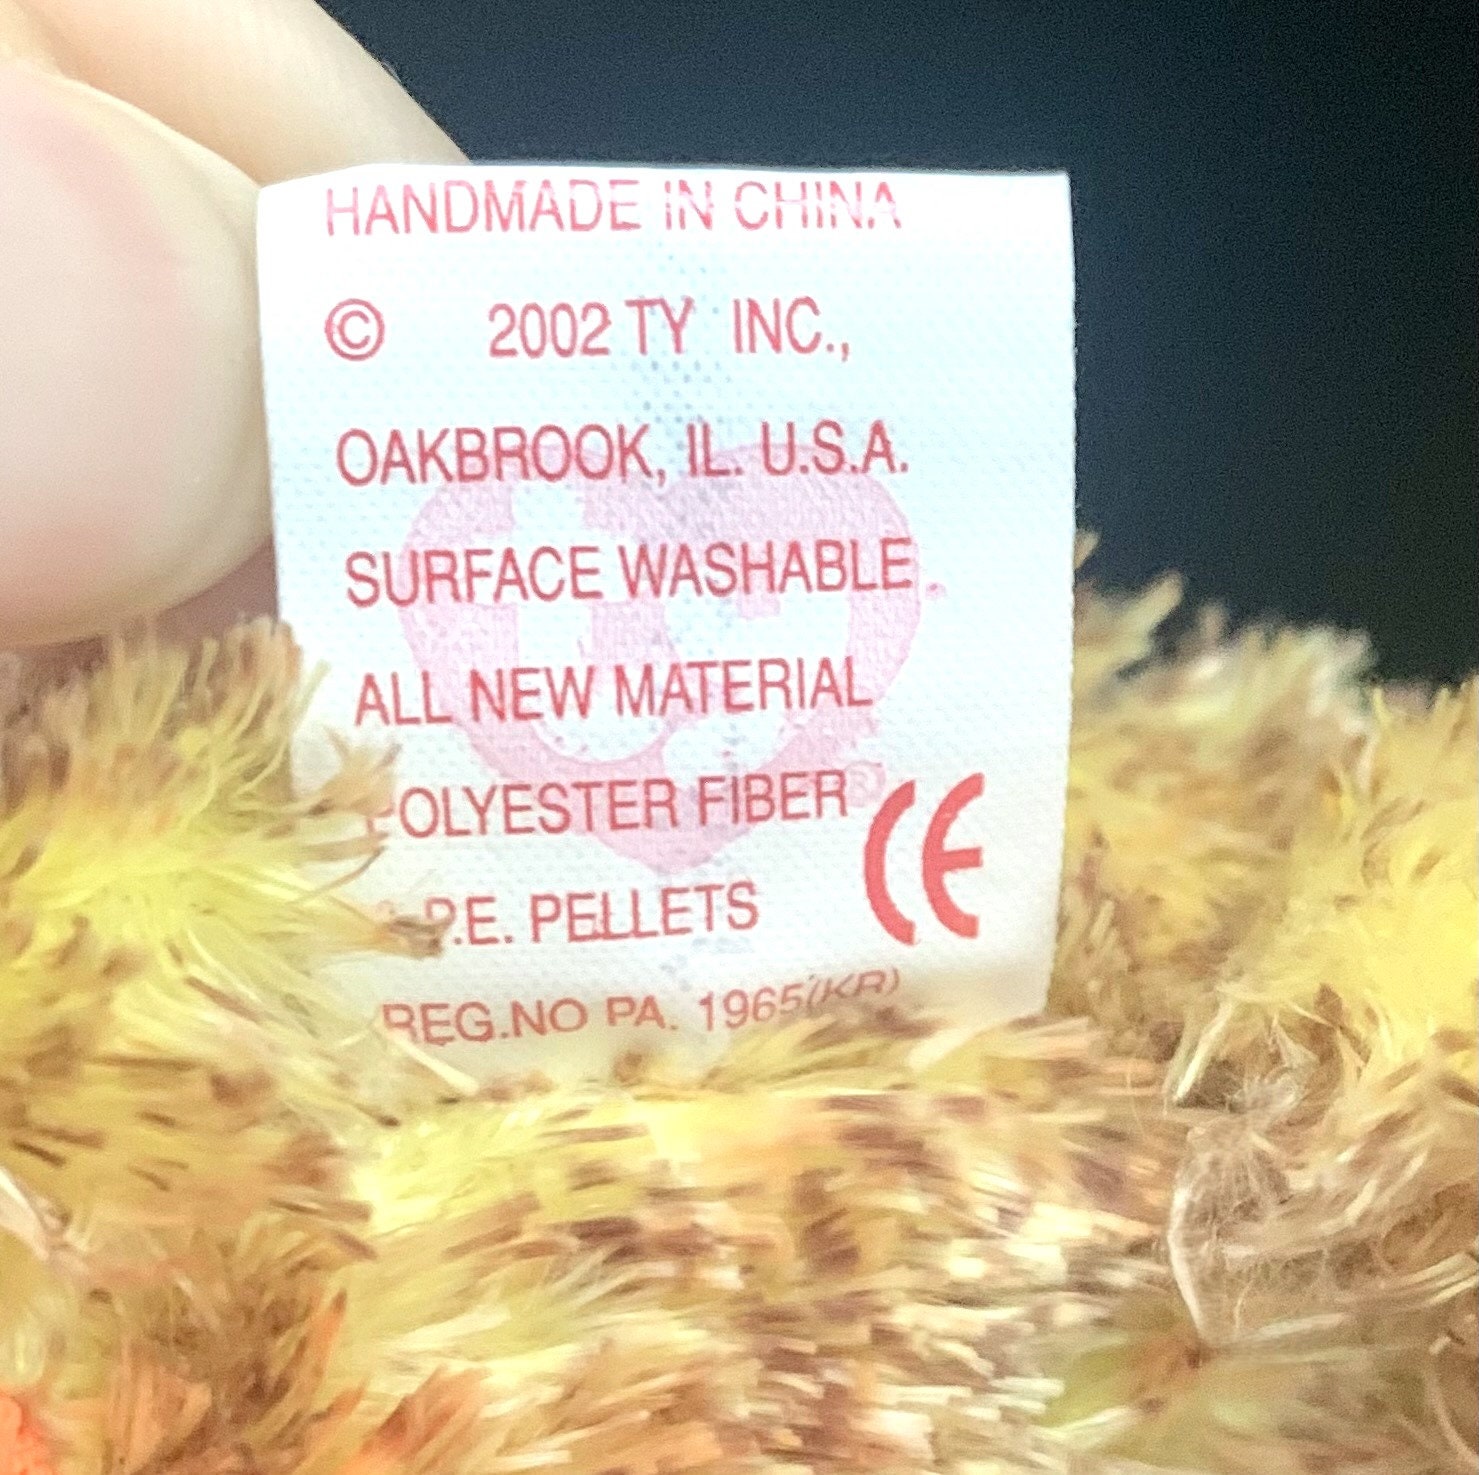 HANDMADE IN CHINA
© 2002 TY INC.,
OAKBROOK, IL. U.S.A.
SURFACE WASHABLE.
ALL NEW MATERIAL
POLYESTER FIBER
P.E. PELLETS CE
REG.NO PA. 1965(KR)
ty